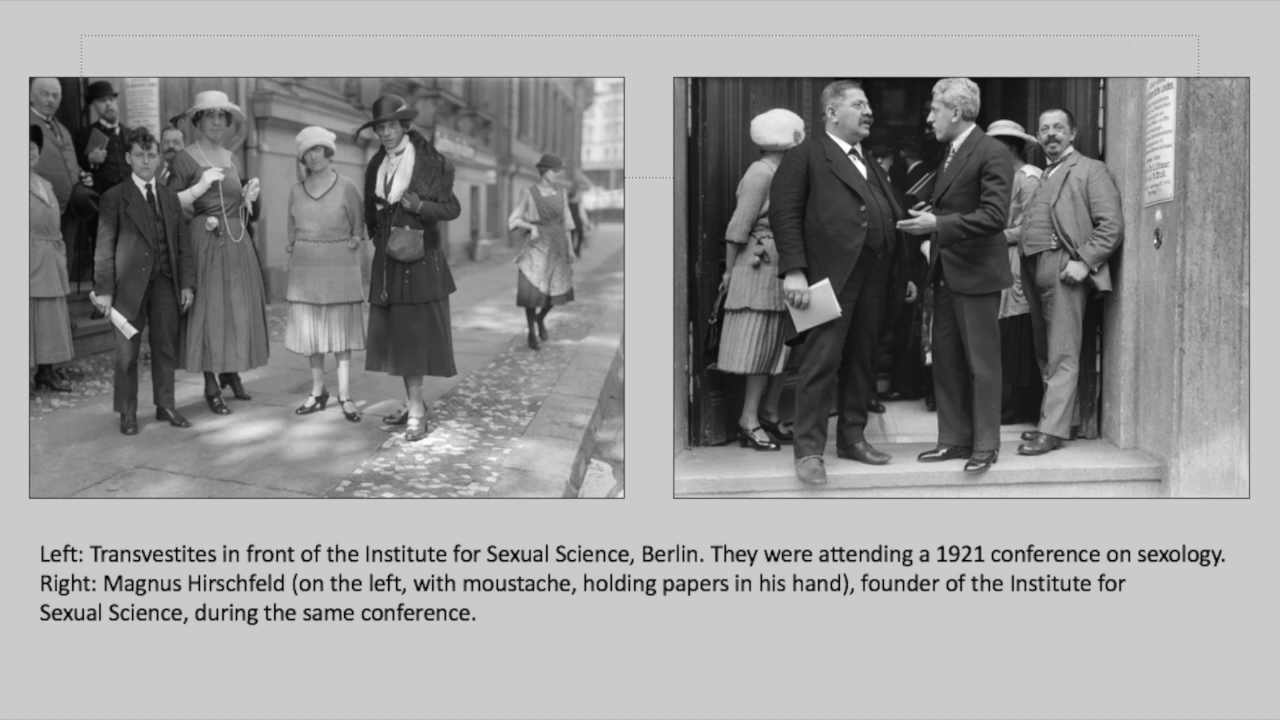 Left: Transvestites in front of the Institute for Sexual Science, Berlin. They were attending a 1921 conference on sexology.
Right: Magnus Hirschfeld (on the left, with moustache, holding papers in his hand), founder of the Institute for
Sexual Science, during the same conference.